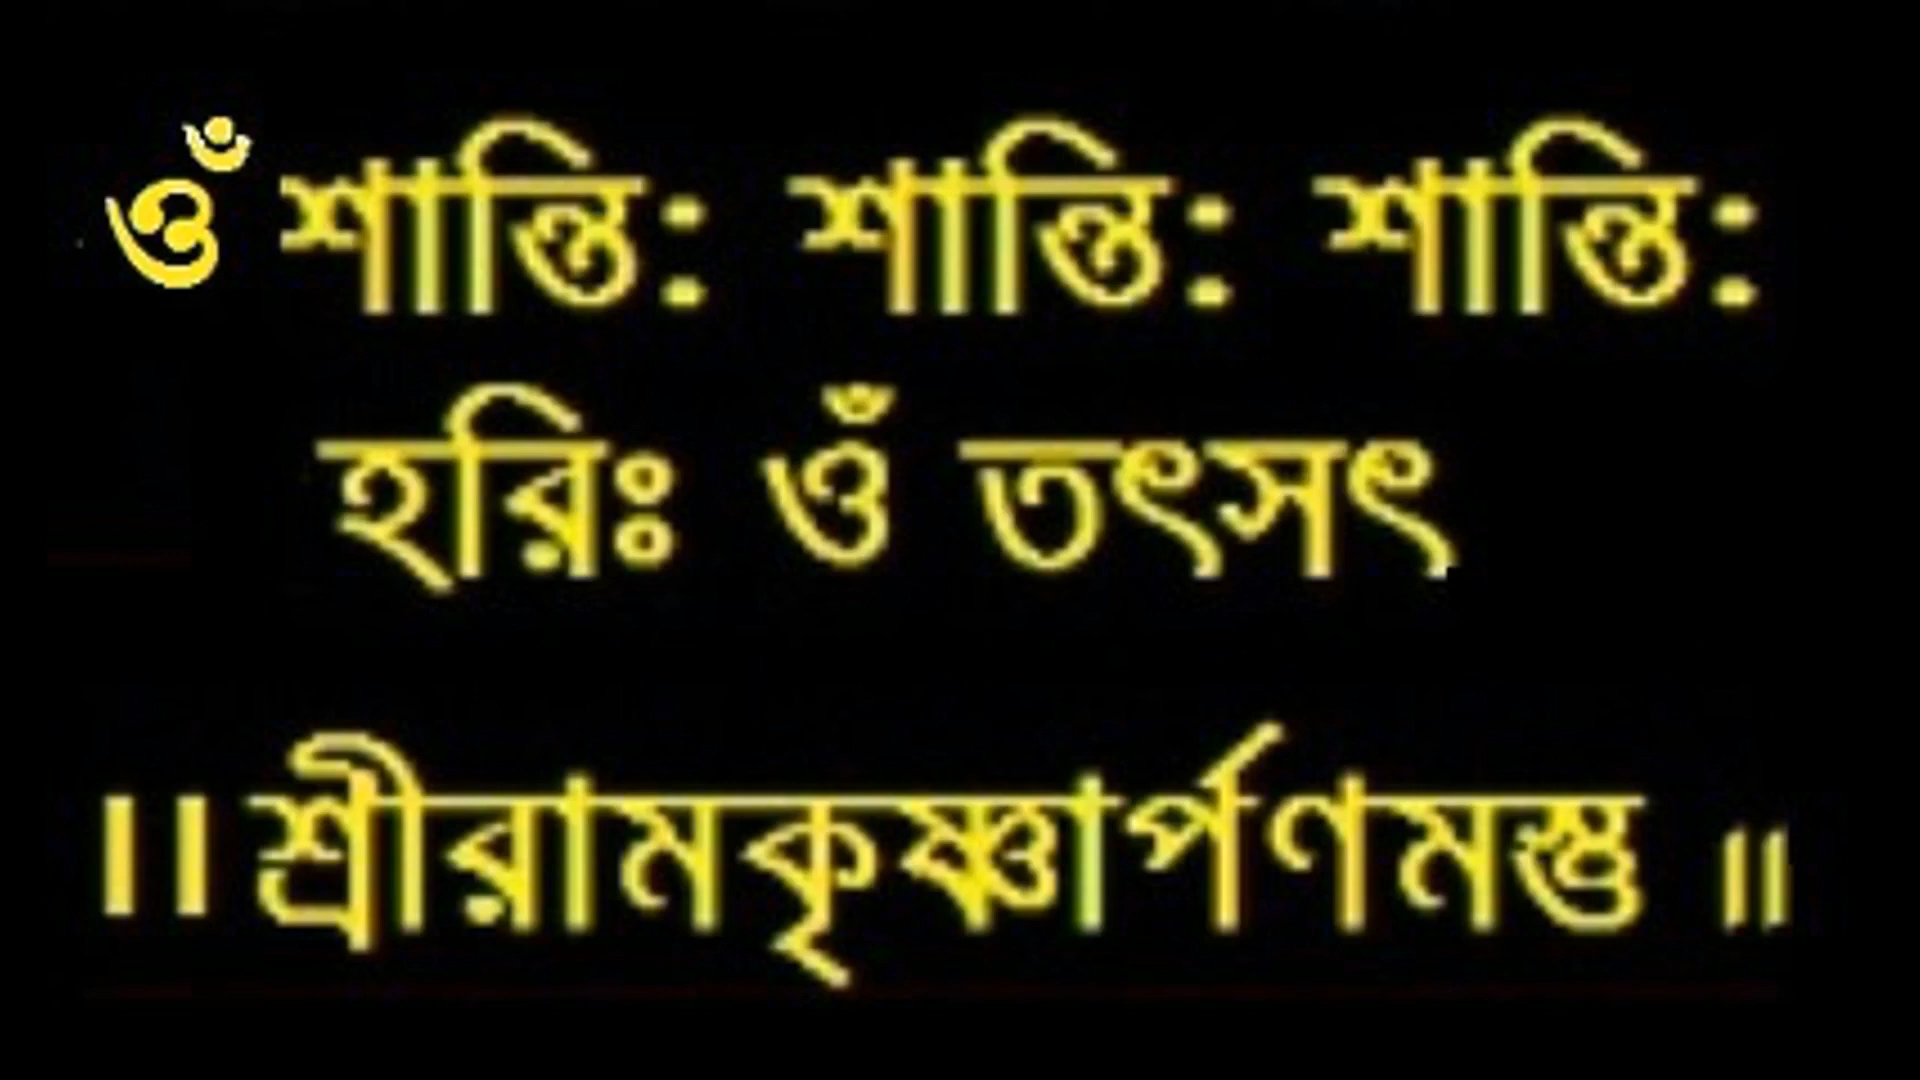 ওঁ শান্তি: শান্তি: শান্তি:
হরিঃ ওঁ তৎসৎ
।। শ্রীরামকৃষ্ণার্পণমস্তু ॥